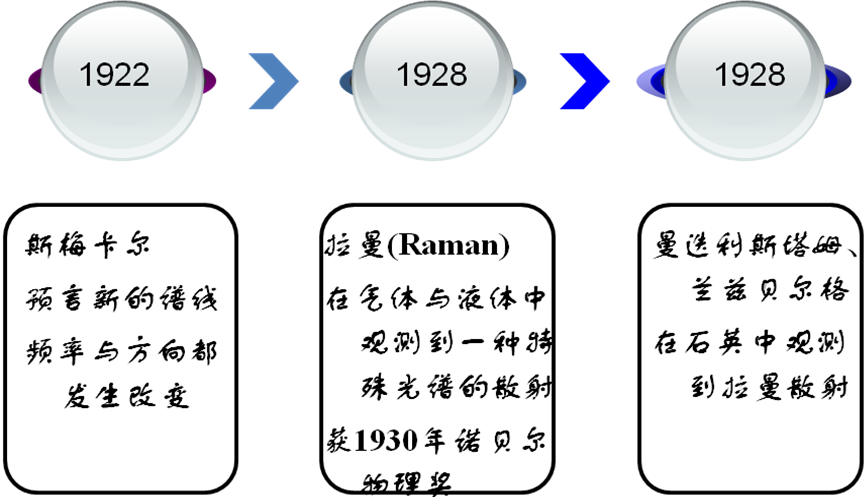 1922
1928
1928
斯梅卡尔
预言新的谱线
频率与方向都
发生改变
拉曼(Raman)
在气体与液体中
观测到一种特
殊光谱的散射
获1930年诺贝尔
物理奖
曼迭利斯塔姆、
兰兹贝尔格
在石英中观测
到拉曼散射